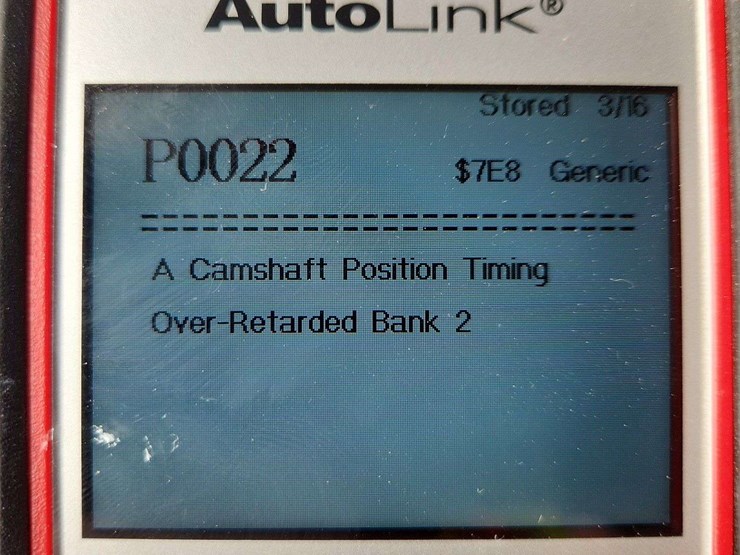 AutoLink®
Stored 3/16
P0022 $7E8 Generic
A Camshaft Position Timing
Over-Retarded Bank 2